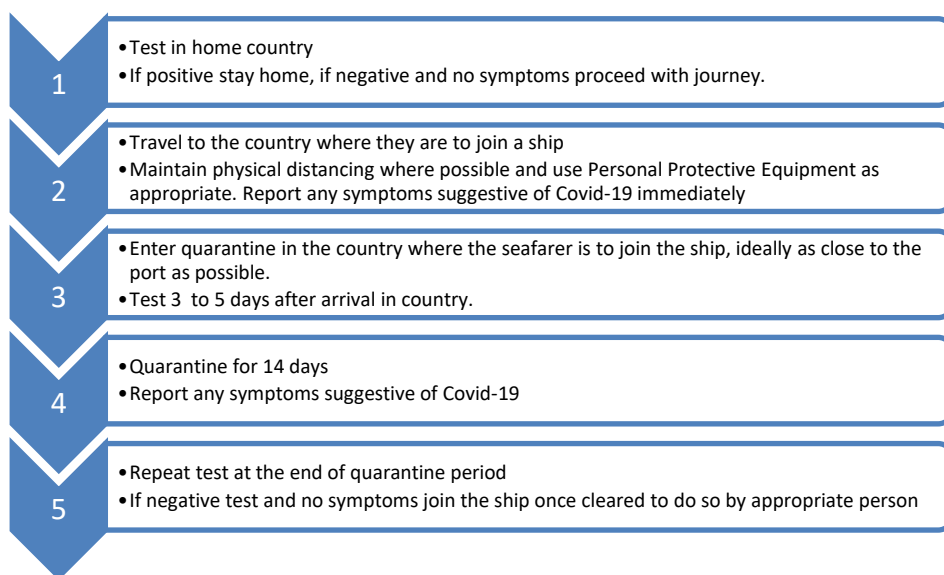 1
•Test in home country
•If positive stay home, if negative and no symptoms proceed with journey.
2
•Travel to the country where they are to join a ship
•Maintain physical distancing where possible and use Personal Protective Equipment as
appropriate. Report any symptoms suggestive of Covid-19 immediately
3
•Enter quarantine in the country where the seafarer is to join the ship, ideally as close to the
port as possible.
•Test 3 to 5 days after arrival in country.
4
•Quarantine for 14 days
•Report any symptoms suggestive of Covid-19
5
•Repeat test at the end of quarantine period
•If negative test and no symptoms join the ship once cleared to do so by appropriate person